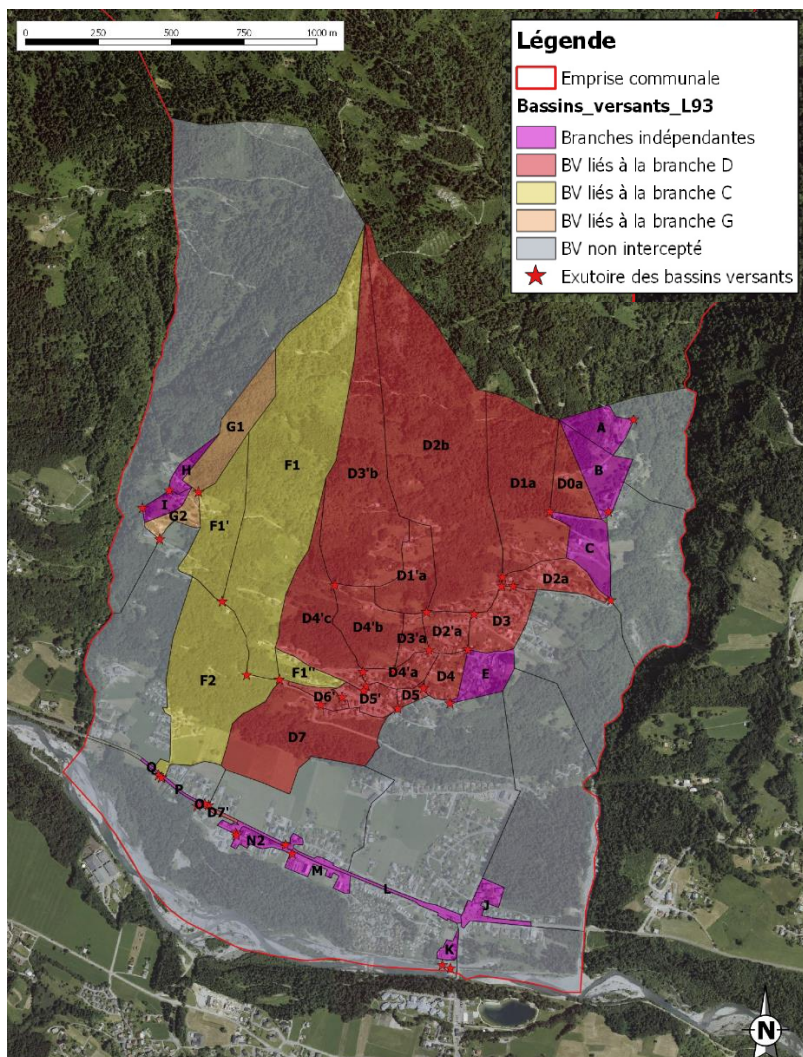 0 250 500 750 1000 m
Légende
Emprise communale
Bassins_versants_L93
Branches indépendantes
BV liés à la branche D
BV liés à la branche C
BV liés à la branche G
BV non intercepté
Exutoire des bassins versants
A
G1
D2b
B
H
F1
D3'b
D1a
D0a
I
G2
F1'
C
D1'a
D2a
D4'c
D4'b
D3'a
D2'a
D3
F2
F1''
D4'a
D4
E
D6'
D5'
D5
D7
Q
P
O
D7'
N2
M
L
J
K
N